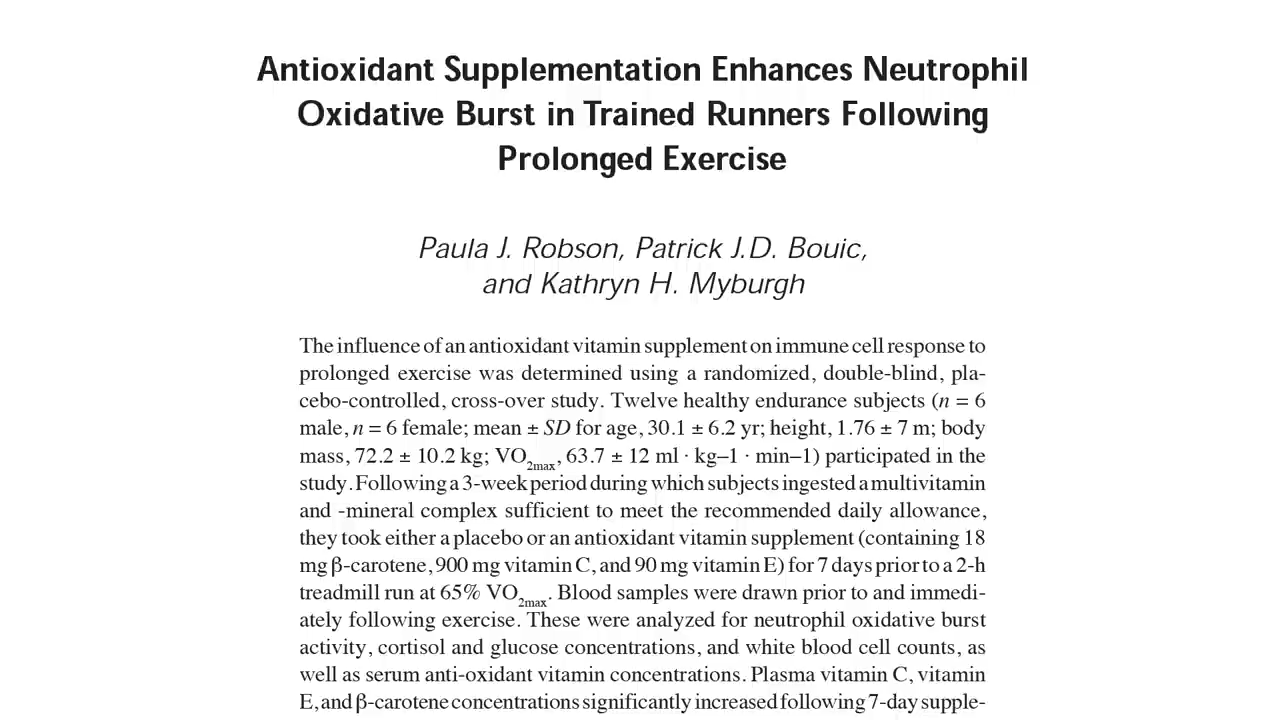 Antioxidant Supplementation Enhances Neutrophil
Oxidative Burst in Trained Runners Following
Prolonged Exercise
Paula J. Robson, Patrick J.D. Bouic,
and Kathryn H. Myburgh
The influence of an antioxidant vitamin supplement on immune cell response to
prolonged exercise was determined using a randomized, double-blind, pla-
cebo-controlled, cross-over study. Twelve healthy endurance subjects (n = 6
male, n = 6 female; mean ± SD for age, 30.1 ± 6.2 yr; height, 1.76 ± 7 m; body
mass, 72.2 ± 10.2 kg; VO2max, 63.7 ± 12 ml · kg–1 · min–1) participated in the
study. Following a 3-week period during which subjects ingested a multivitamin
and -mineral complex sufficient to meet the recommended daily allowance,
they took either a placebo or an antioxidant vitamin supplement (containing 18
mg β-carotene, 900 mg vitamin C, and 90 mg vitamin E) for 7 days prior to a 2-h
treadmill run at 65% VO2max. Blood samples were drawn prior to and immedi-
ately following exercise. These were analyzed for neutrophil oxidative burst
activity, cortisol and glucose concentrations, and white blood cell counts, as
well as serum anti-oxidant vitamin concentrations. Plasma vitamin C, vitamin
E, and β-carotene concentrations significantly increased following 7-day supple-